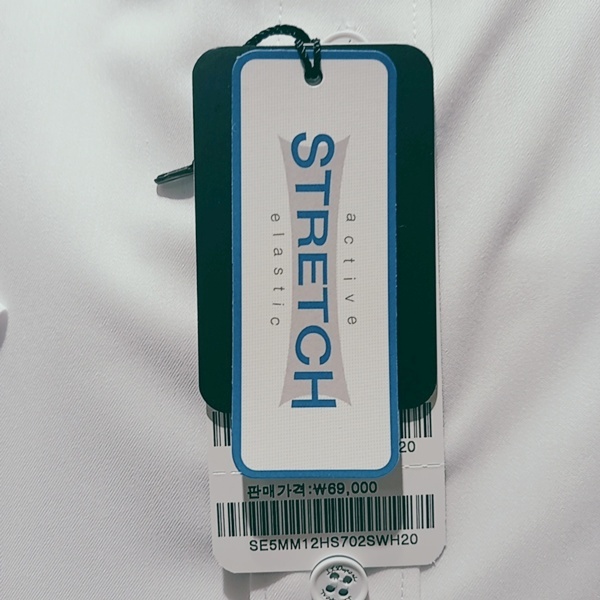 active
STRETCH
elastic
20
판매가격:₩69,000
SE5MM12HS702SWH20